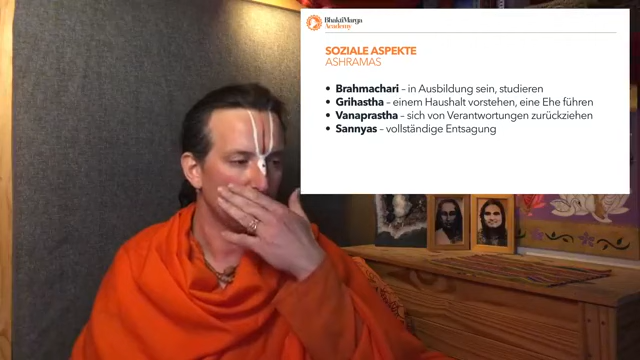 BhaktiMarga
Academy
SOZIALE ASPEKTE
ASHRAMAS
• Brahmachari – in Ausbildung sein, studieren
• Grihastha – einem Haushalt vorstehen, eine Ehe führen
• Vanaprastha – sich von Verantwortungen zurückziehen
• Sannyas – vollständige Entsagung